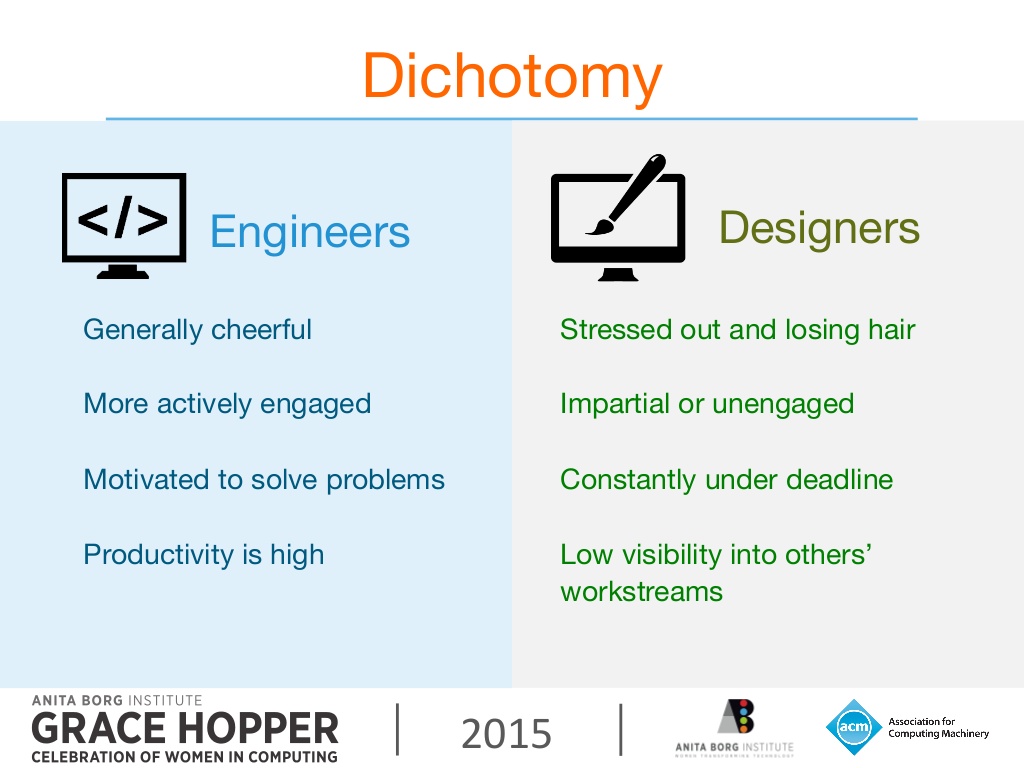 Dichotomy
</>
Engineers
Generally cheerful
More actively engaged
Motivated to solve problems
Productivity is high
Designers
Stressed out and losing hair
Impartial or unengaged
Constantly under deadline
Low visibility into others’
workstreams
ANITA BORG INSTITUTE
GRACE HOPPER
CELEBRATION OF WOMEN IN COMPUTING
2015
AB
ANITA BORG INSTITUTE
WOMEN TRANSFORMING TECHNOLOGY
acm
Association for
Computing Machinery